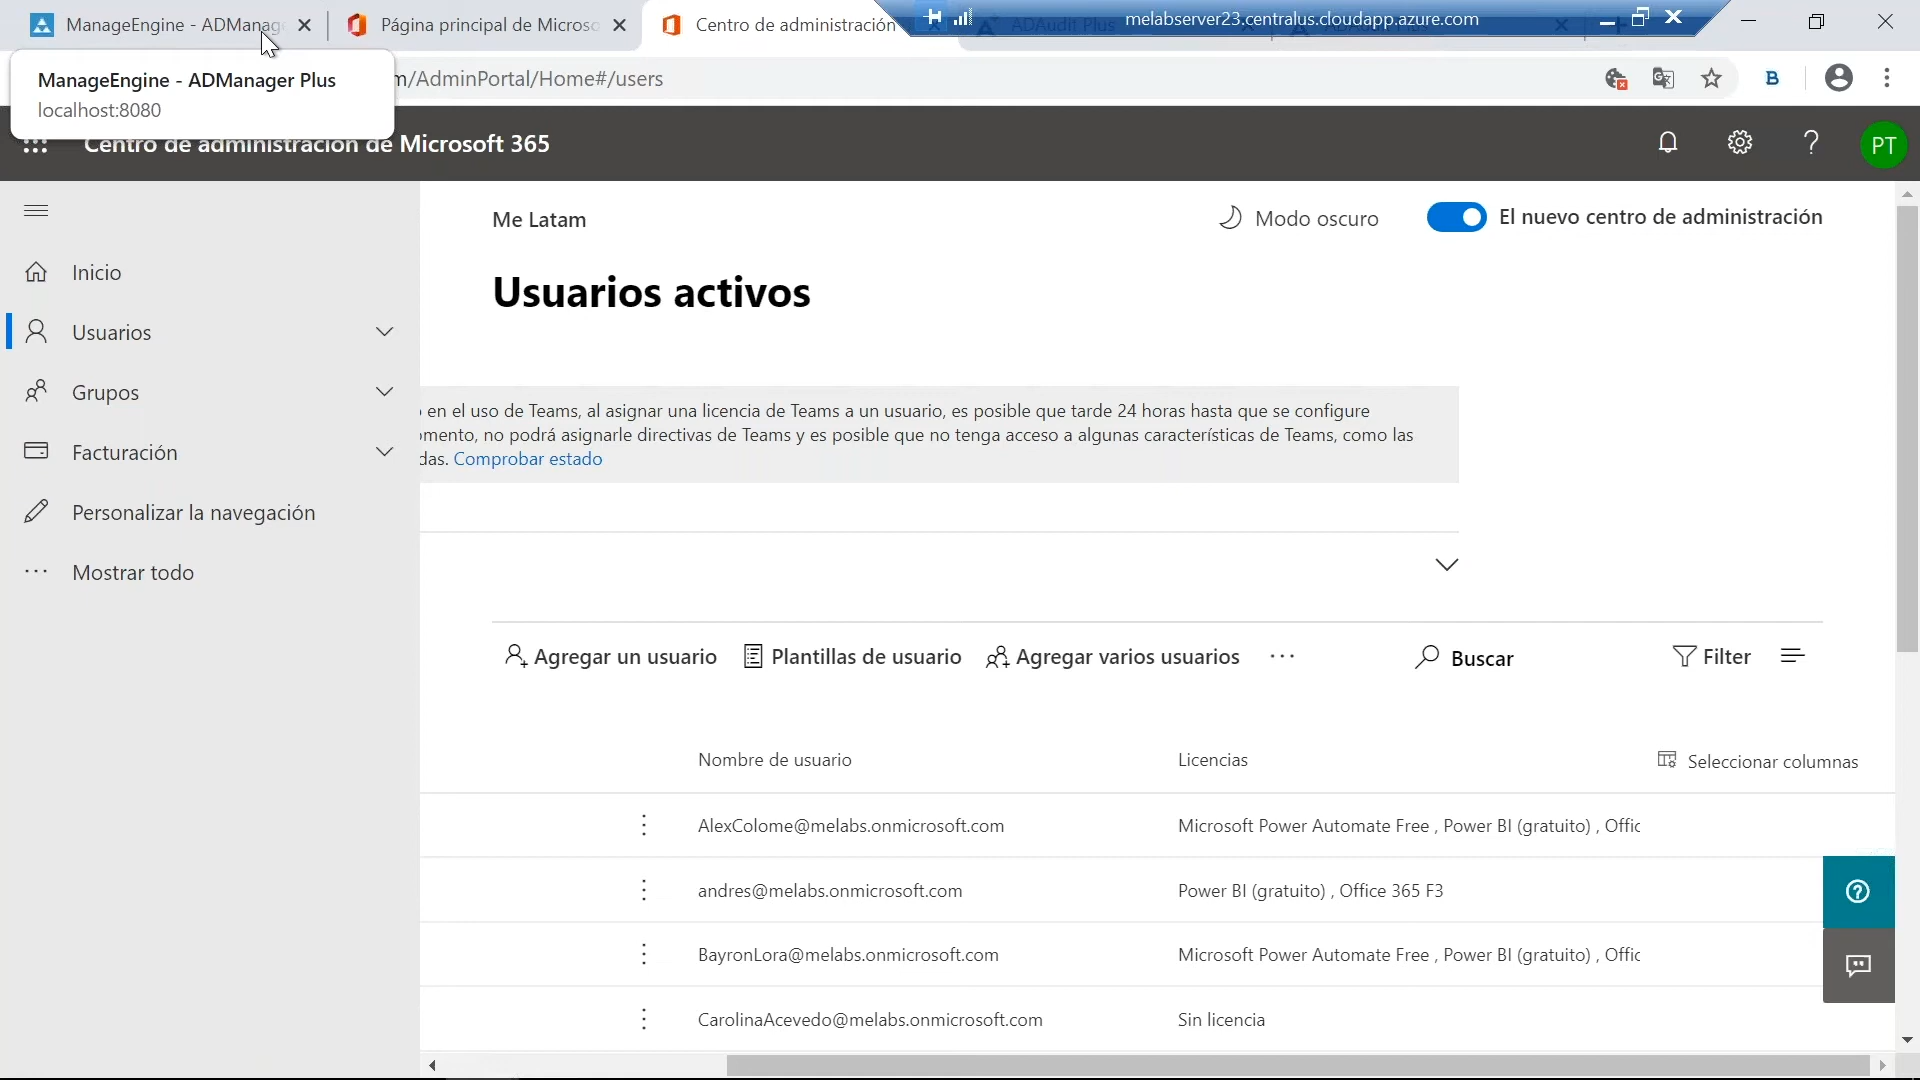 ManageEngine - ADManage
Página principal de Microso
Centro de administración
ADAudit Plus
melabserver23.centralus.cloudapp.azure.com
ManageEngine - ADManager Plus
localhost:8080
m/AdminPortal/Home#/users
Centro de administración de Microsoft 365
PT
Me Latam
Modo oscuro
El nuevo centro de administración
Usuarios activos
Inicio
Usuarios
Grupos
Facturación
Personalizar la navegación
Mostrar todo
en el uso de Teams, al asignar una licencia de Teams a un usuario, es posible que tarde 24 horas hasta que se configure
omento, no podrá asignarle directivas de Teams y es posible que no tenga acceso a algunas características de Teams, como las
das. Comprobar estado
Agregar un usuario
Plantillas de usuario
Agregar varios usuarios
Buscar
Filter
Nombre de usuario
Licencias
Seleccionar columnas
AlexColome@melabs.onmicrosoft.com
Microsoft Power Automate Free , Power BI (gratuito) , Offic
andres@melabs.onmicrosoft.com
Power BI (gratuito) , Office 365 F3
BayronLora@melabs.onmicrosoft.com
Microsoft Power Automate Free , Power BI (gratuito) , Offic
CarolinaAcevedo@melabs.onmicrosoft.com
Sin licencia